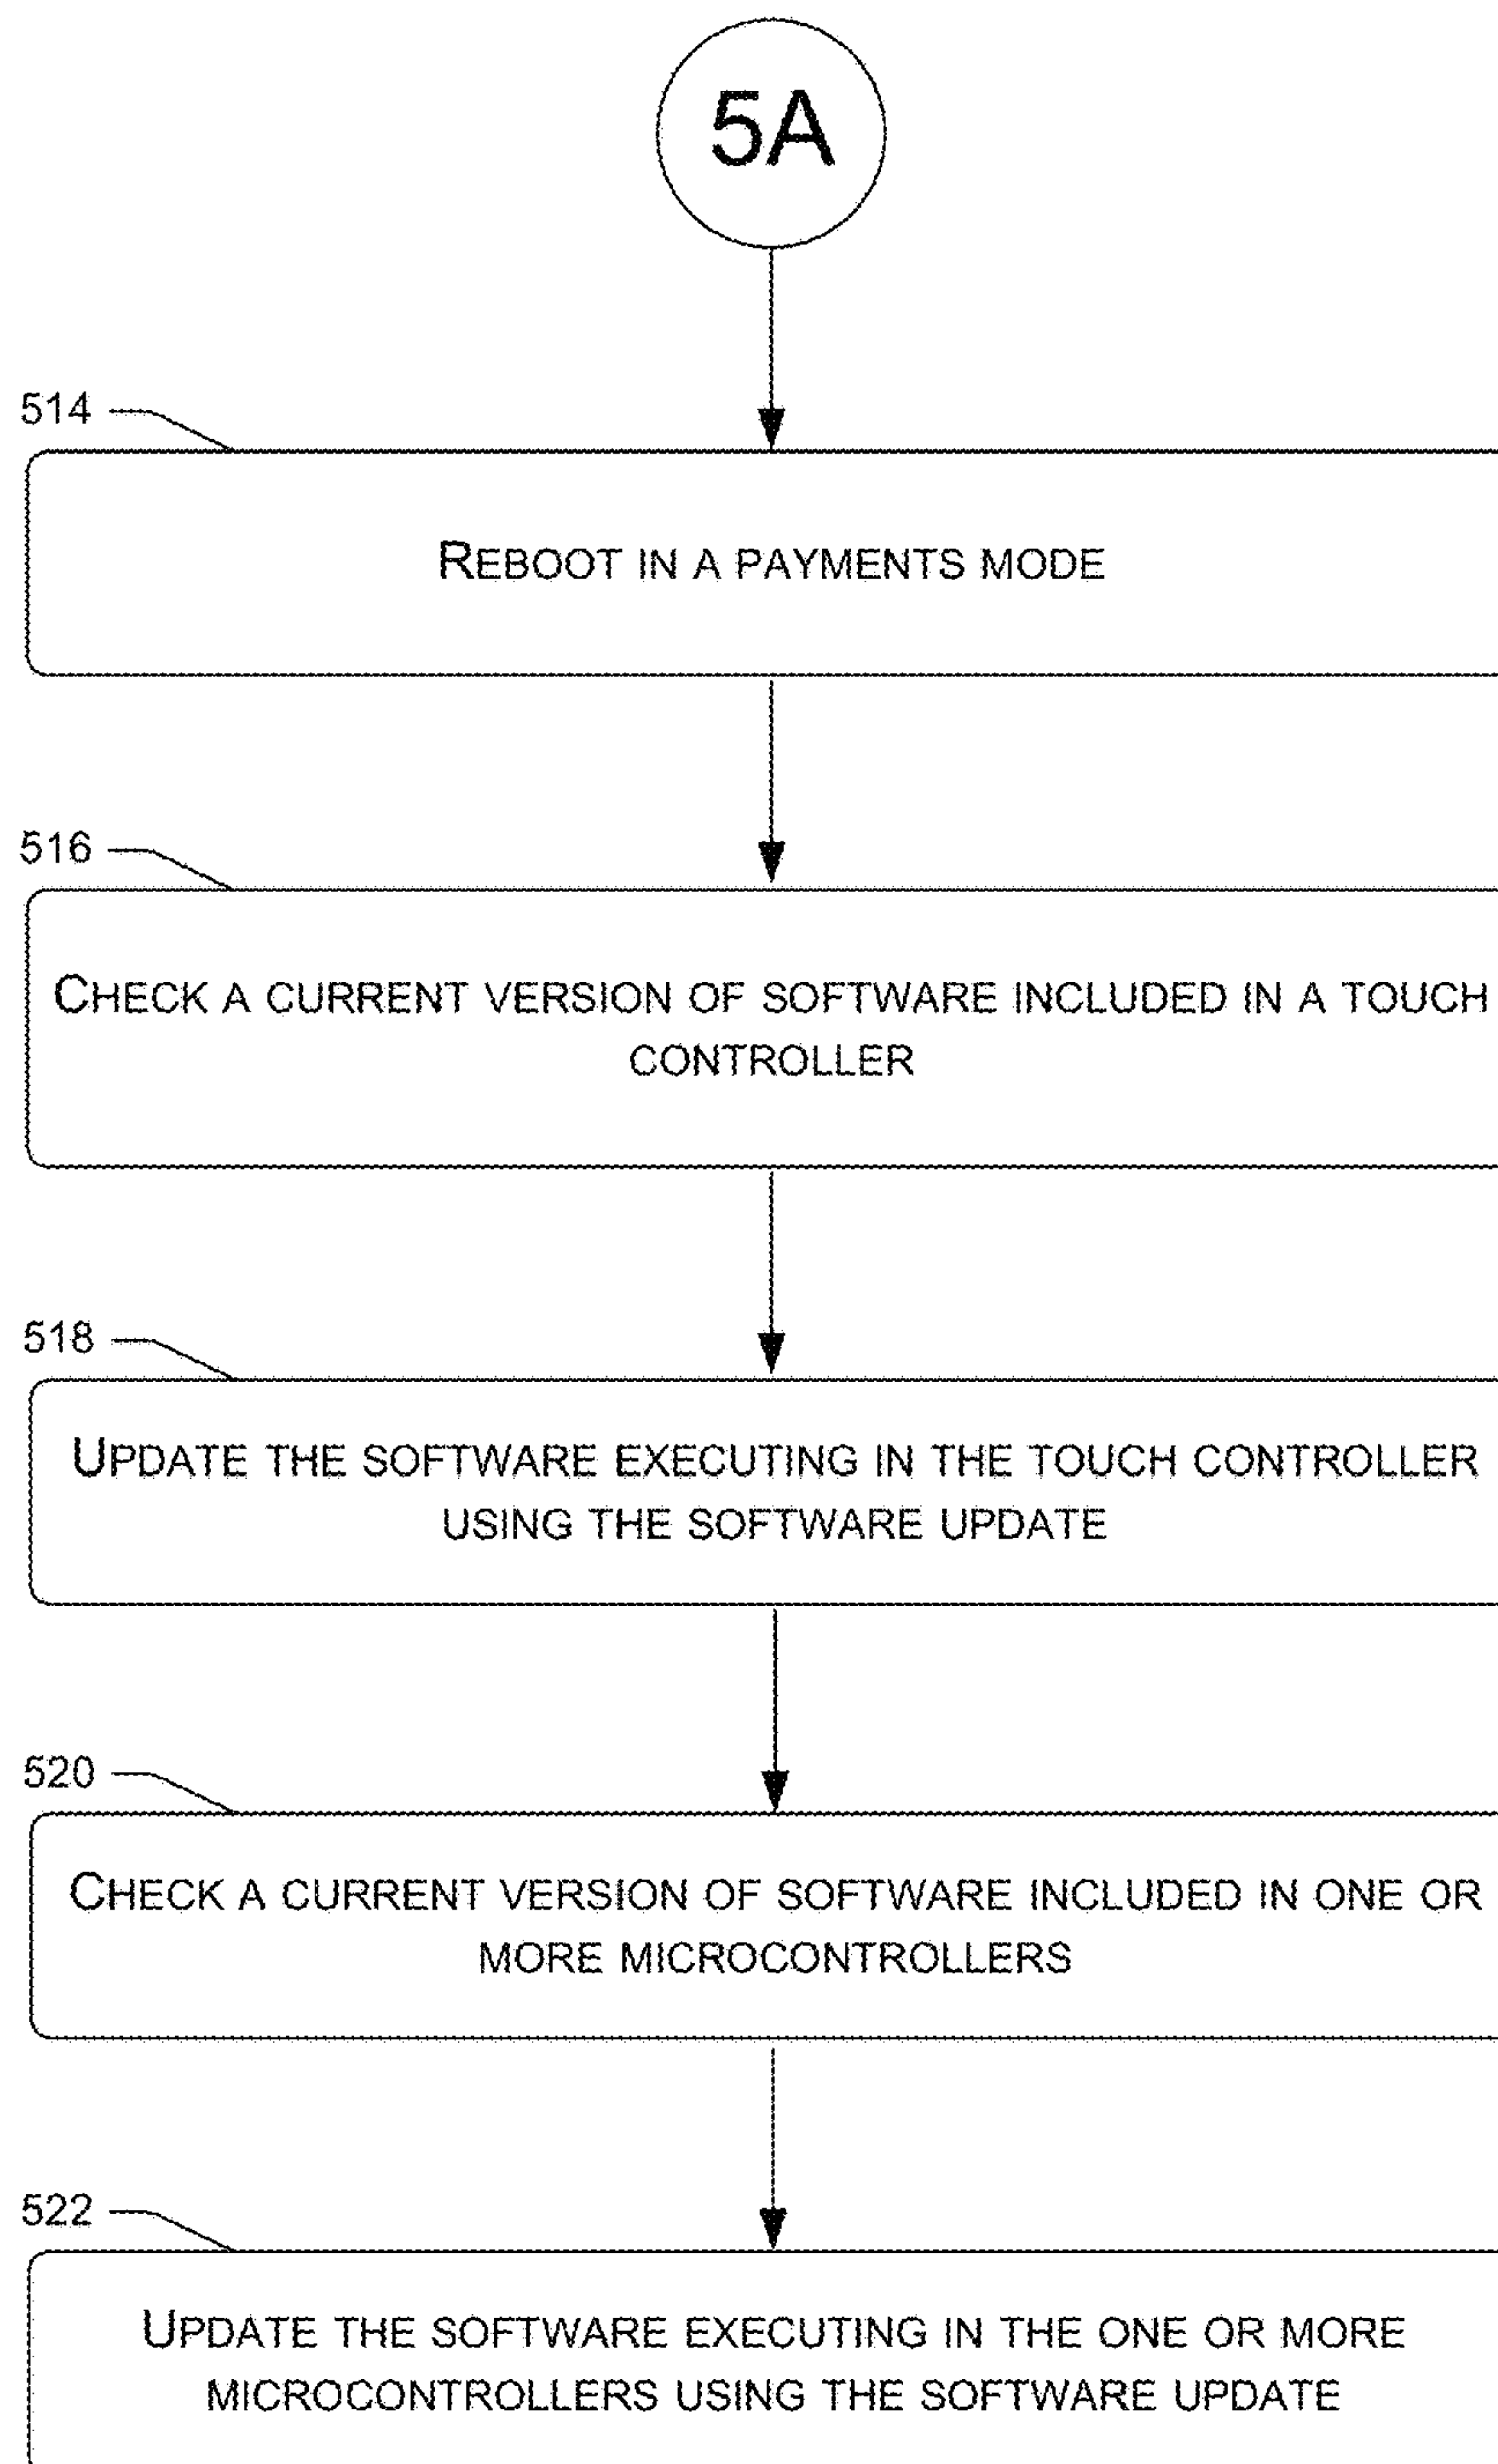 5A
514
REBOOT IN A PAYMENTS MODE
516
CHECK A CURRENT VERSION OF SOFTWARE INCLUDED IN A TOUCH
CONTROLLER
518
UPDATE THE SOFTWARE EXECUTING IN THE TOUCH CONTROLLER
USING THE SOFTWARE UPDATE
520
CHECK A CURRENT VERSION OF SOFTWARE INCLUDED IN ONE OR
MORE MICROCONTROLLERS
522
UPDATE THE SOFTWARE EXECUTING IN THE ONE OR MORE
MICROCONTROLLERS USING THE SOFTWARE UPDATE